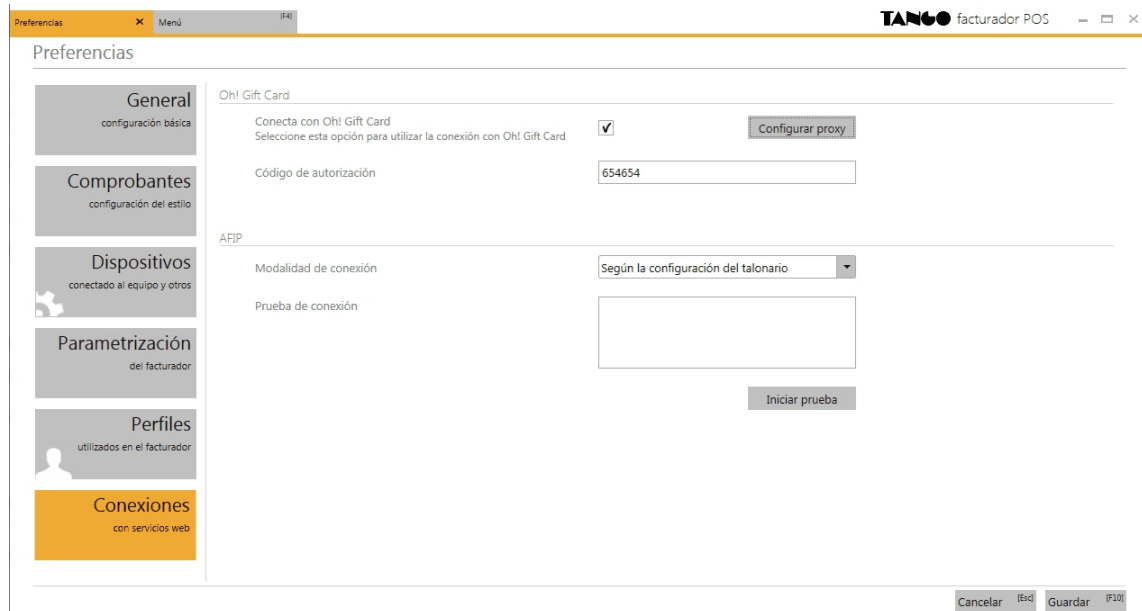 Preferencias
Menú [F4]
TANGO facturador POS
Preferencias
General
configuración básica
Comprobantes
configuración del estilo
Dispositivos
conectado al equipo y otros
Parametrización
del facturador
Perfiles
utilizados en el facturador
Conexiones
con servicios web
Oh! Gift Card
Conecta con Oh! Gift Card
Seleccione esta opción para utilizar la conexión con Oh! Gift Card
Configurar proxy
Código de autorización
654654
AFIP
Modalidad de conexión
Según la configuración del talonario
Prueba de conexión
Iniciar prueba
Cancelar [Esc]
Guardar [F10]